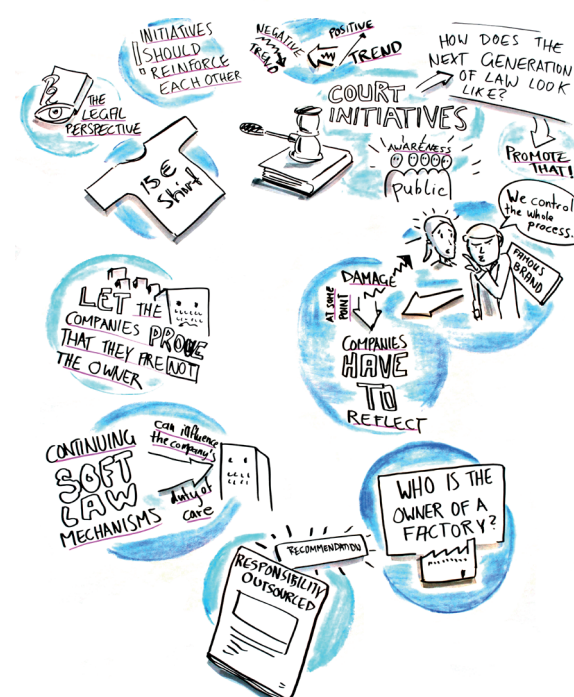 INITIATIVES
SHOULD
REINFORCE
EACH OTHER
NEGATIVE
TREND
POSITIVE
TREND
HOW DOES THE
NEXT GENERATION
OF LAW LOOK
LIKE?
THE
LEGAL
PERSPECTIVE
COURT
INITIATIVES
PROMOTE
THAT!
15 €
Shirt
AWARENESS
public
We control
the whole
process.
FAMOUS
BRAND
DAMAGE
AT SOME
POINT
COMPANIES
HAVE
TO
REFLECT
LET THE
COMPANIES PROVE
THAT THEY ARE NOT
THE OWNER
CONTINUING
SOFT
LAW
MECHANISMS
can influence
the company's
duty of
care
WHO IS THE
OWNER OF A
FACTORY?
RECOMMENDATION
RESPONSIBILITY
OUTSOURCED